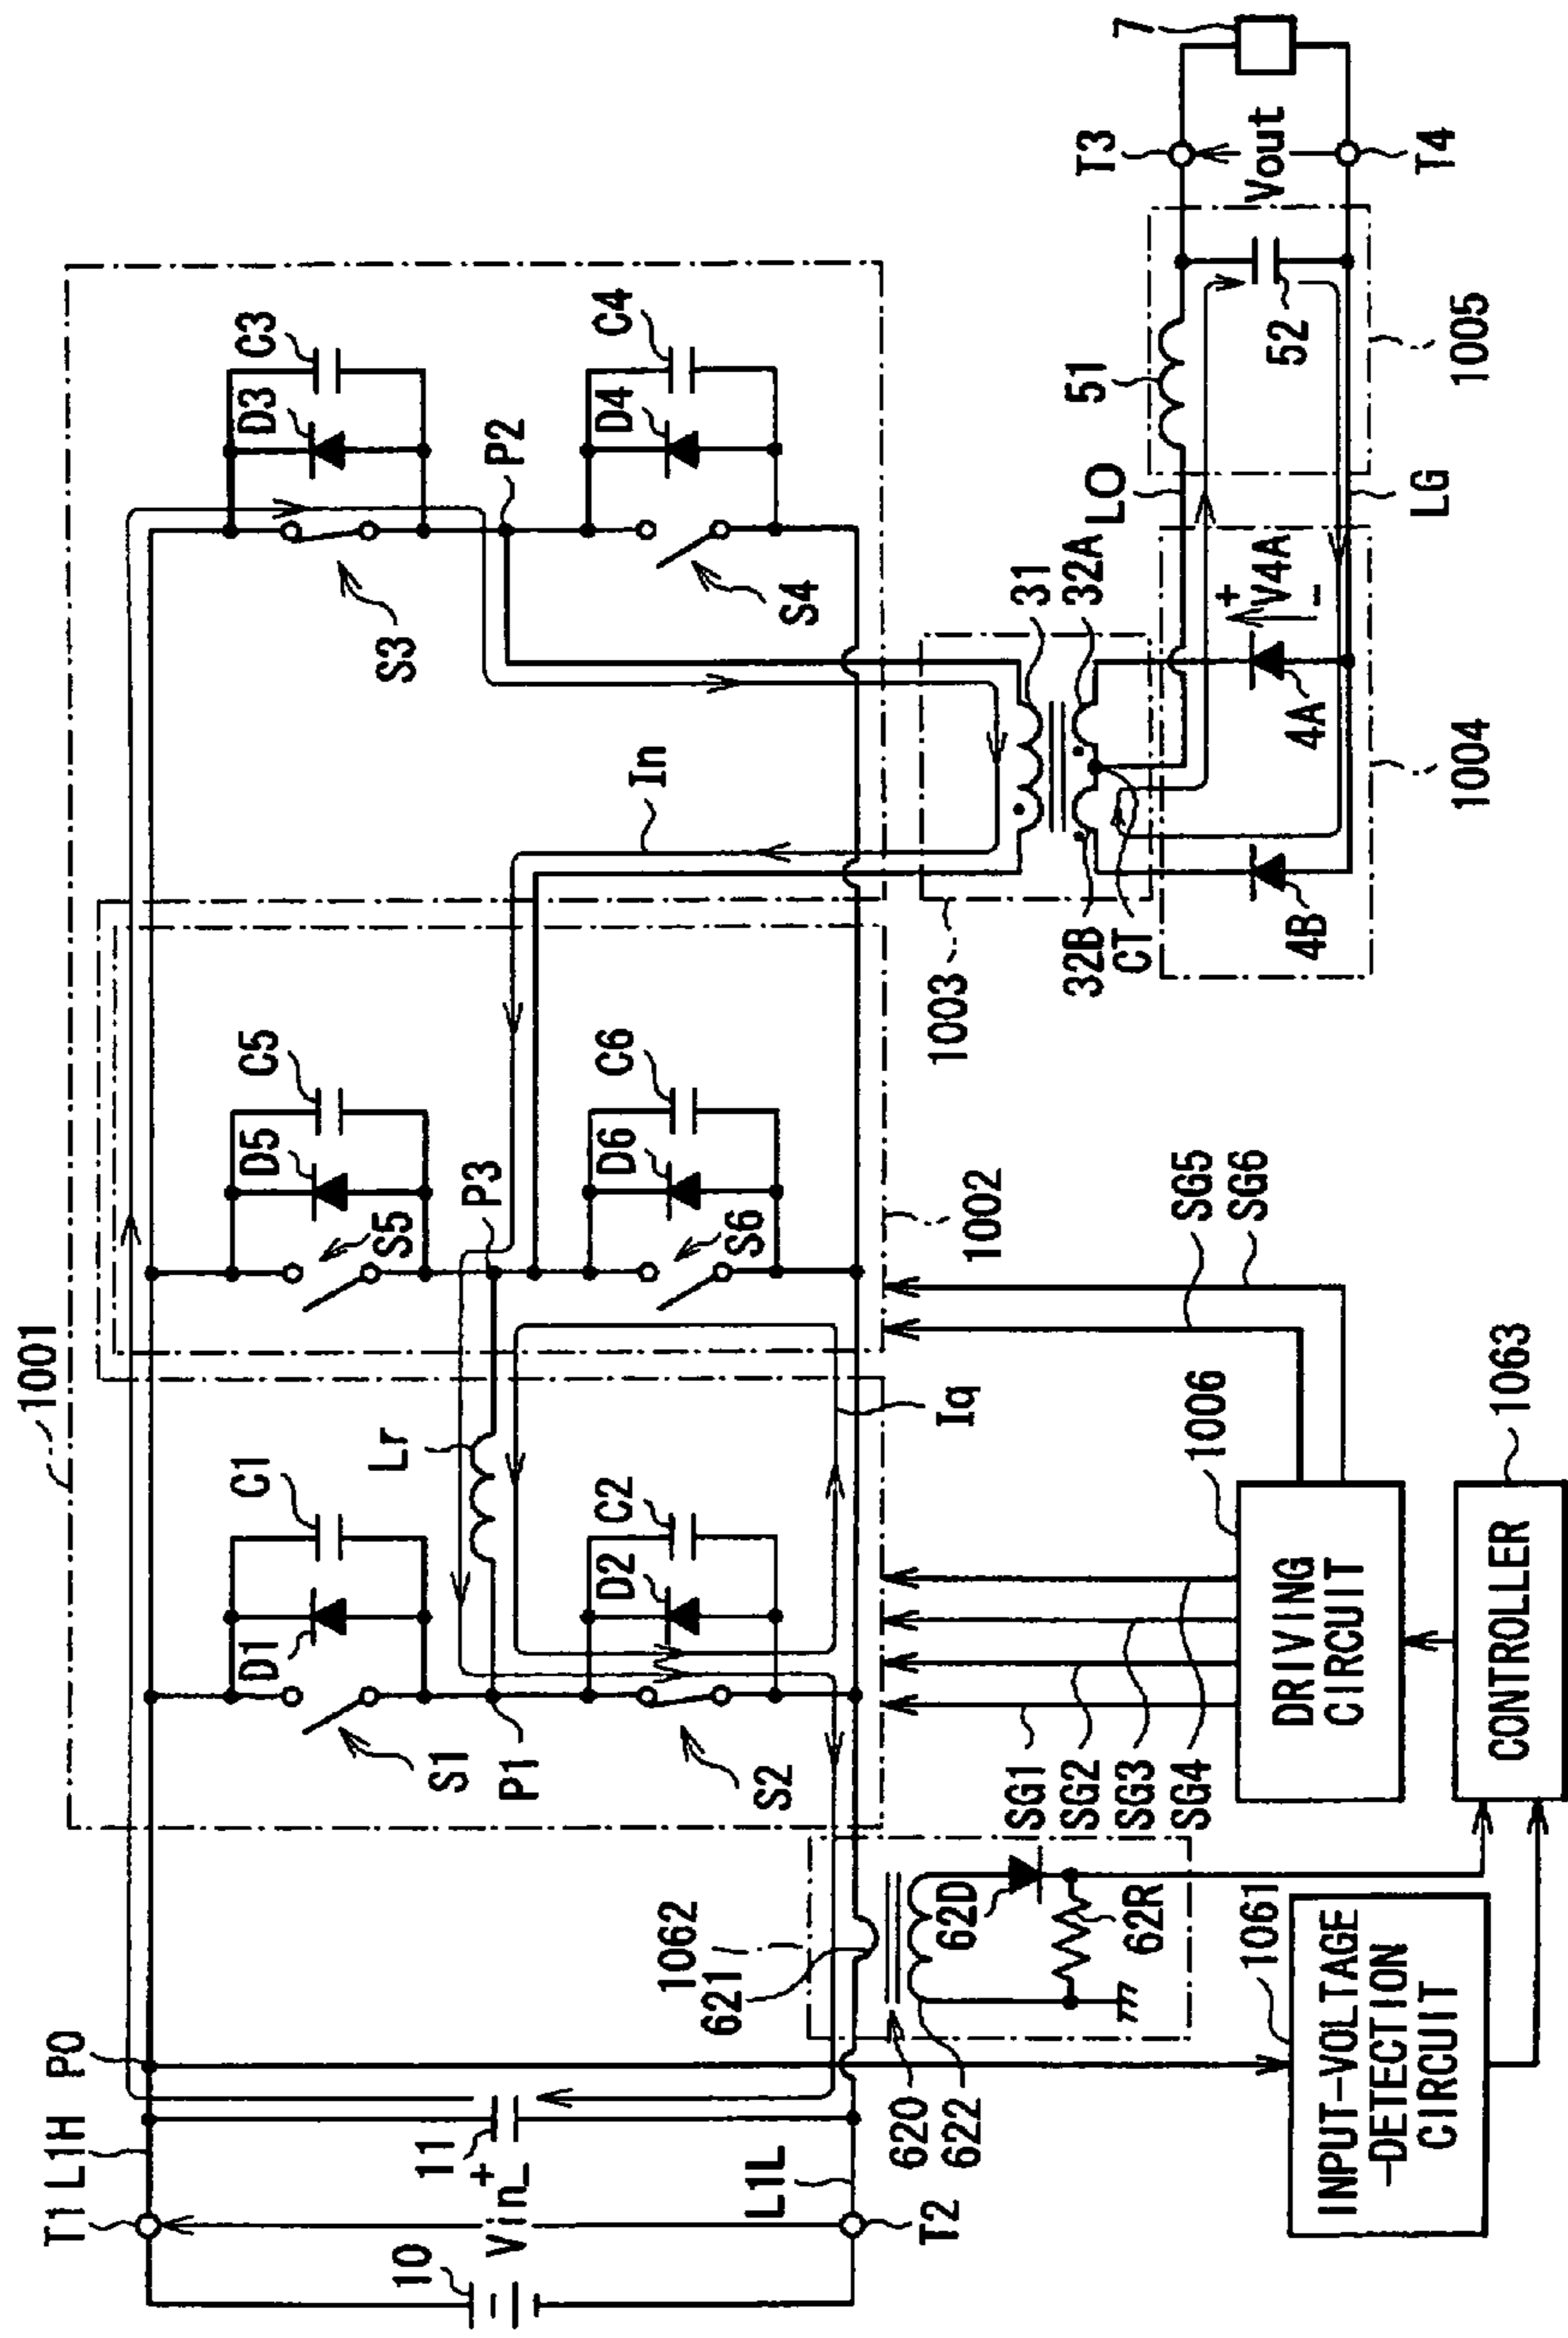 1001
T1
L1H
P0
D1
C1
D5
C5
D3
C3
S1
Lr
S5
S3
P1
P3
P2
In
10
11
+
Vin
-
D2
C2
D6
C6
D4
C4
S2
S6
S4
Iq
L1L
T2
1062
621
620
622
62D
62R
1002
1003
31
32A
32B
CT
LO
51
T3
7
SG1
SG2
SG3
SG4
SG5
SG6
4B
4A
+
V4A
-
52
Vout
1061
INPUT-VOLTAGE
-DETECTION
CIRCUIT
1006
DRIVING
CIRCUIT
1004
LG
1005
T4
CONTROLLER
1063